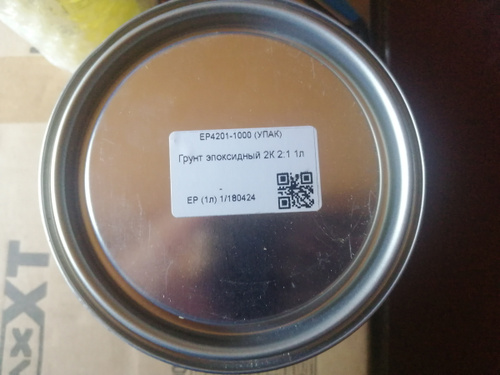 EP4201-1000 (УПАК)
Грунт эпоксидный 2К 2:1 1л
-
EP (1л) 1/180424